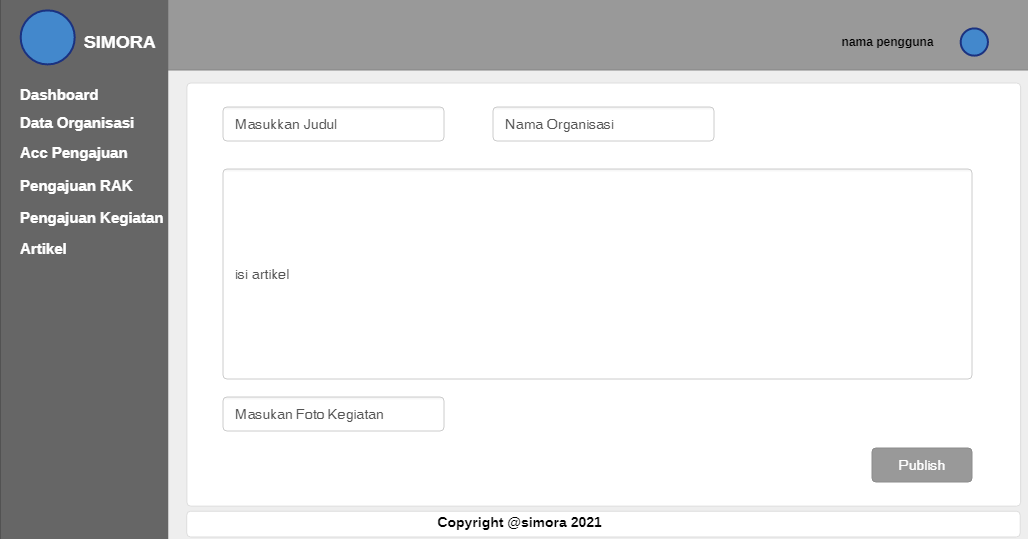 SIMORA
nama pengguna
Dashboard
Data Organisasi
Acc Pengajuan
Pengajuan RAK
Pengajuan Kegiatan
Artikel
Masukkan Judul
Nama Organisasi
isi artikel
Masukan Foto Kegiatan
Publish
Copyright @simora 2021